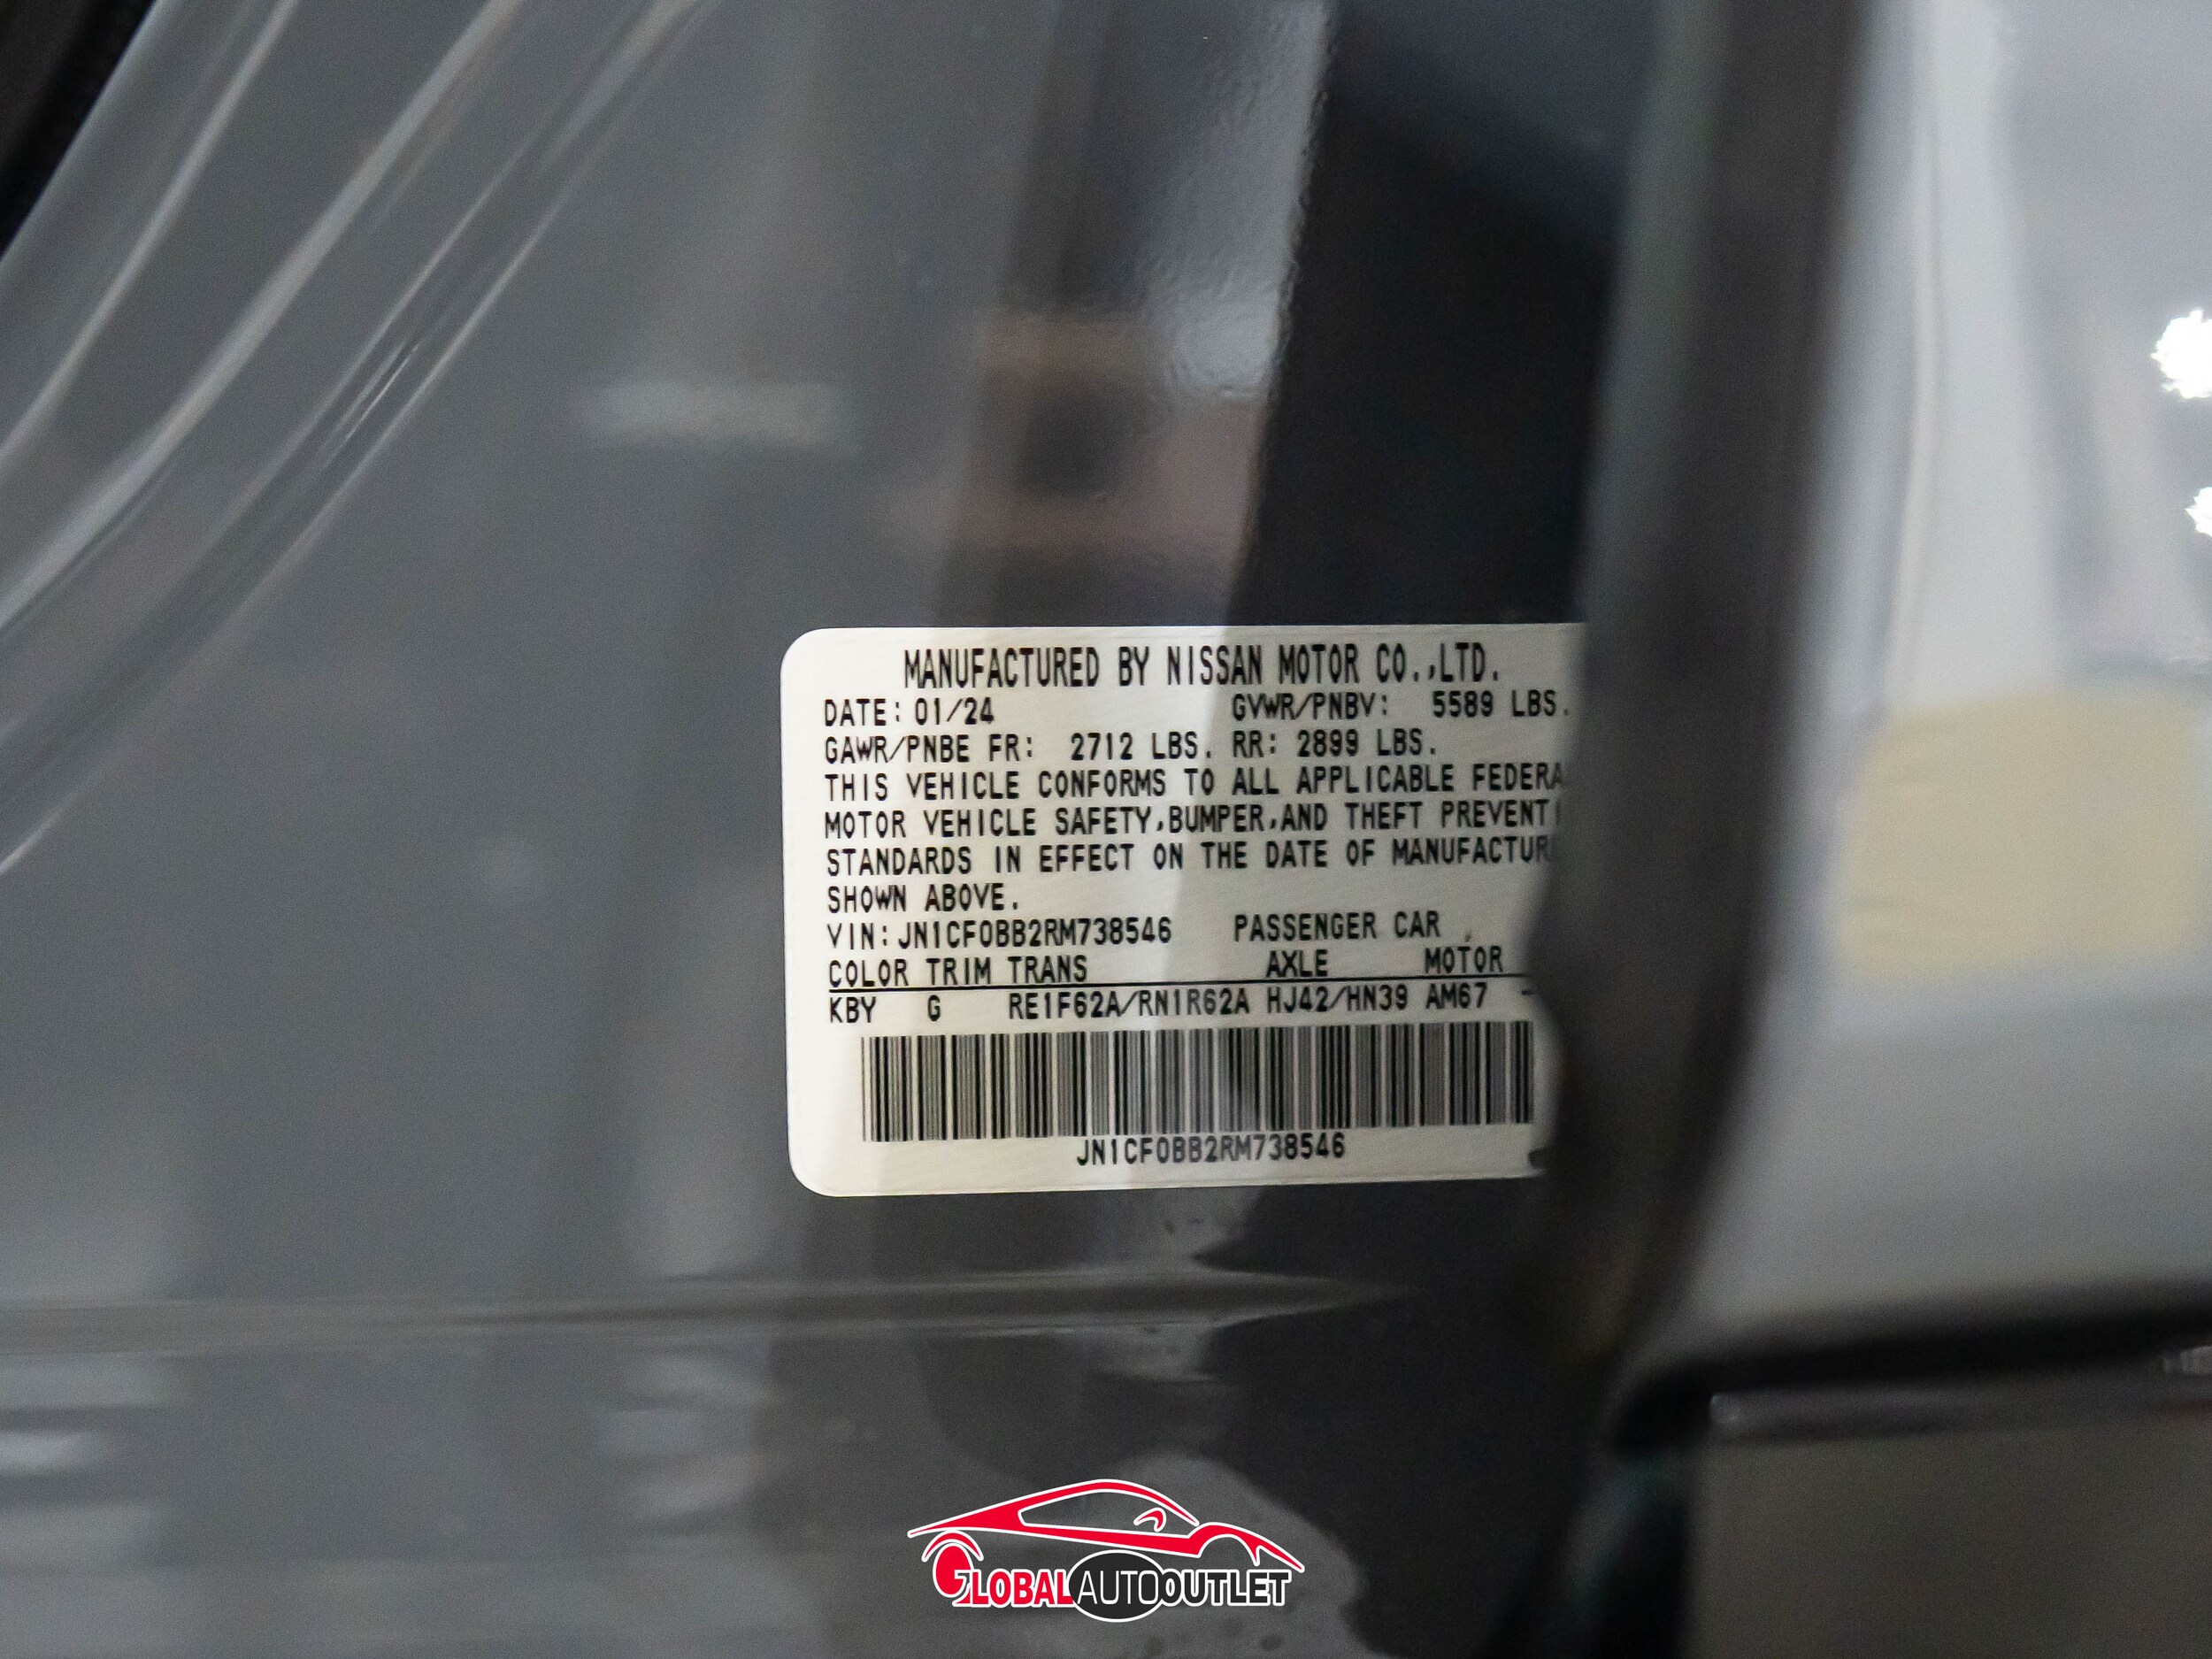 MANUFACTURED BY NISSAN MOTOR CO.,LTD.
DATE: 01/24 GVWR/PNBV: 5589 LBS.
GAWR/PNBE FR: 2712 LBS. RR: 2899 LBS.
THIS VEHICLE CONFORMS TO ALL APPLICABLE FEDERA
MOTOR VEHICLE SAFETY,BUMPER,AND THEFT PREVENTI
STANDARDS IN EFFECT ON THE DATE OF MANUFACTUR
SHOWN ABOVE.
VIN: JN1CF0BB2RM738546 PASSENGER CAR
COLOR TRIM TRANS AXLE MOTOR
KBY G RE1F62A/RN1R62A HJ42/HN39 AM67 -
JN1CF0BB2RM738546
GLOBALAUTOOUTLET